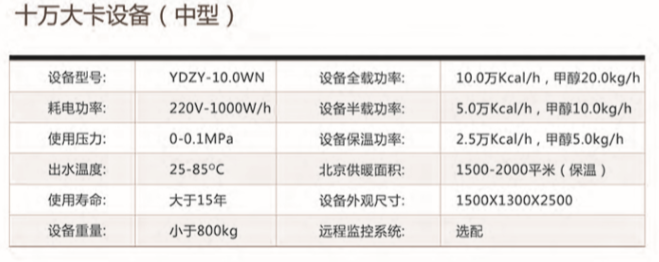 十万大卡设备（中型）
设备型号: YDZY-10.0WN 设备全载功率: 10.0万Kcal/h，甲醇20.0kg/h
耗电功率: 220V-1000W/h 设备半载功率: 5.0万Kcal/h，甲醇10.0kg/h
使用压力: 0-0.1MPa 设备保温功率: 2.5万Kcal/h，甲醇5.0kg/h
出水温度: 25-85ºC 北京供暖面积: 1500-2000平米（保温）
使用寿命: 大于15年 设备外观尺寸: 1500X1300X2500
设备重量: 小于800kg 远程监控系统: 选配